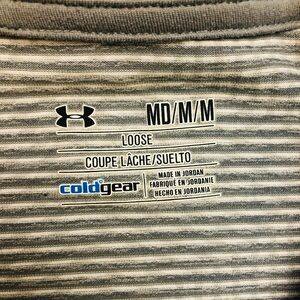 MD/M/M
LOOSE
COUPE LÂCHE/SUELTO
coldgear
MADE IN JORDAN
FABRIQUÉ EN JORDANIE
HECHO EN JORDANIA